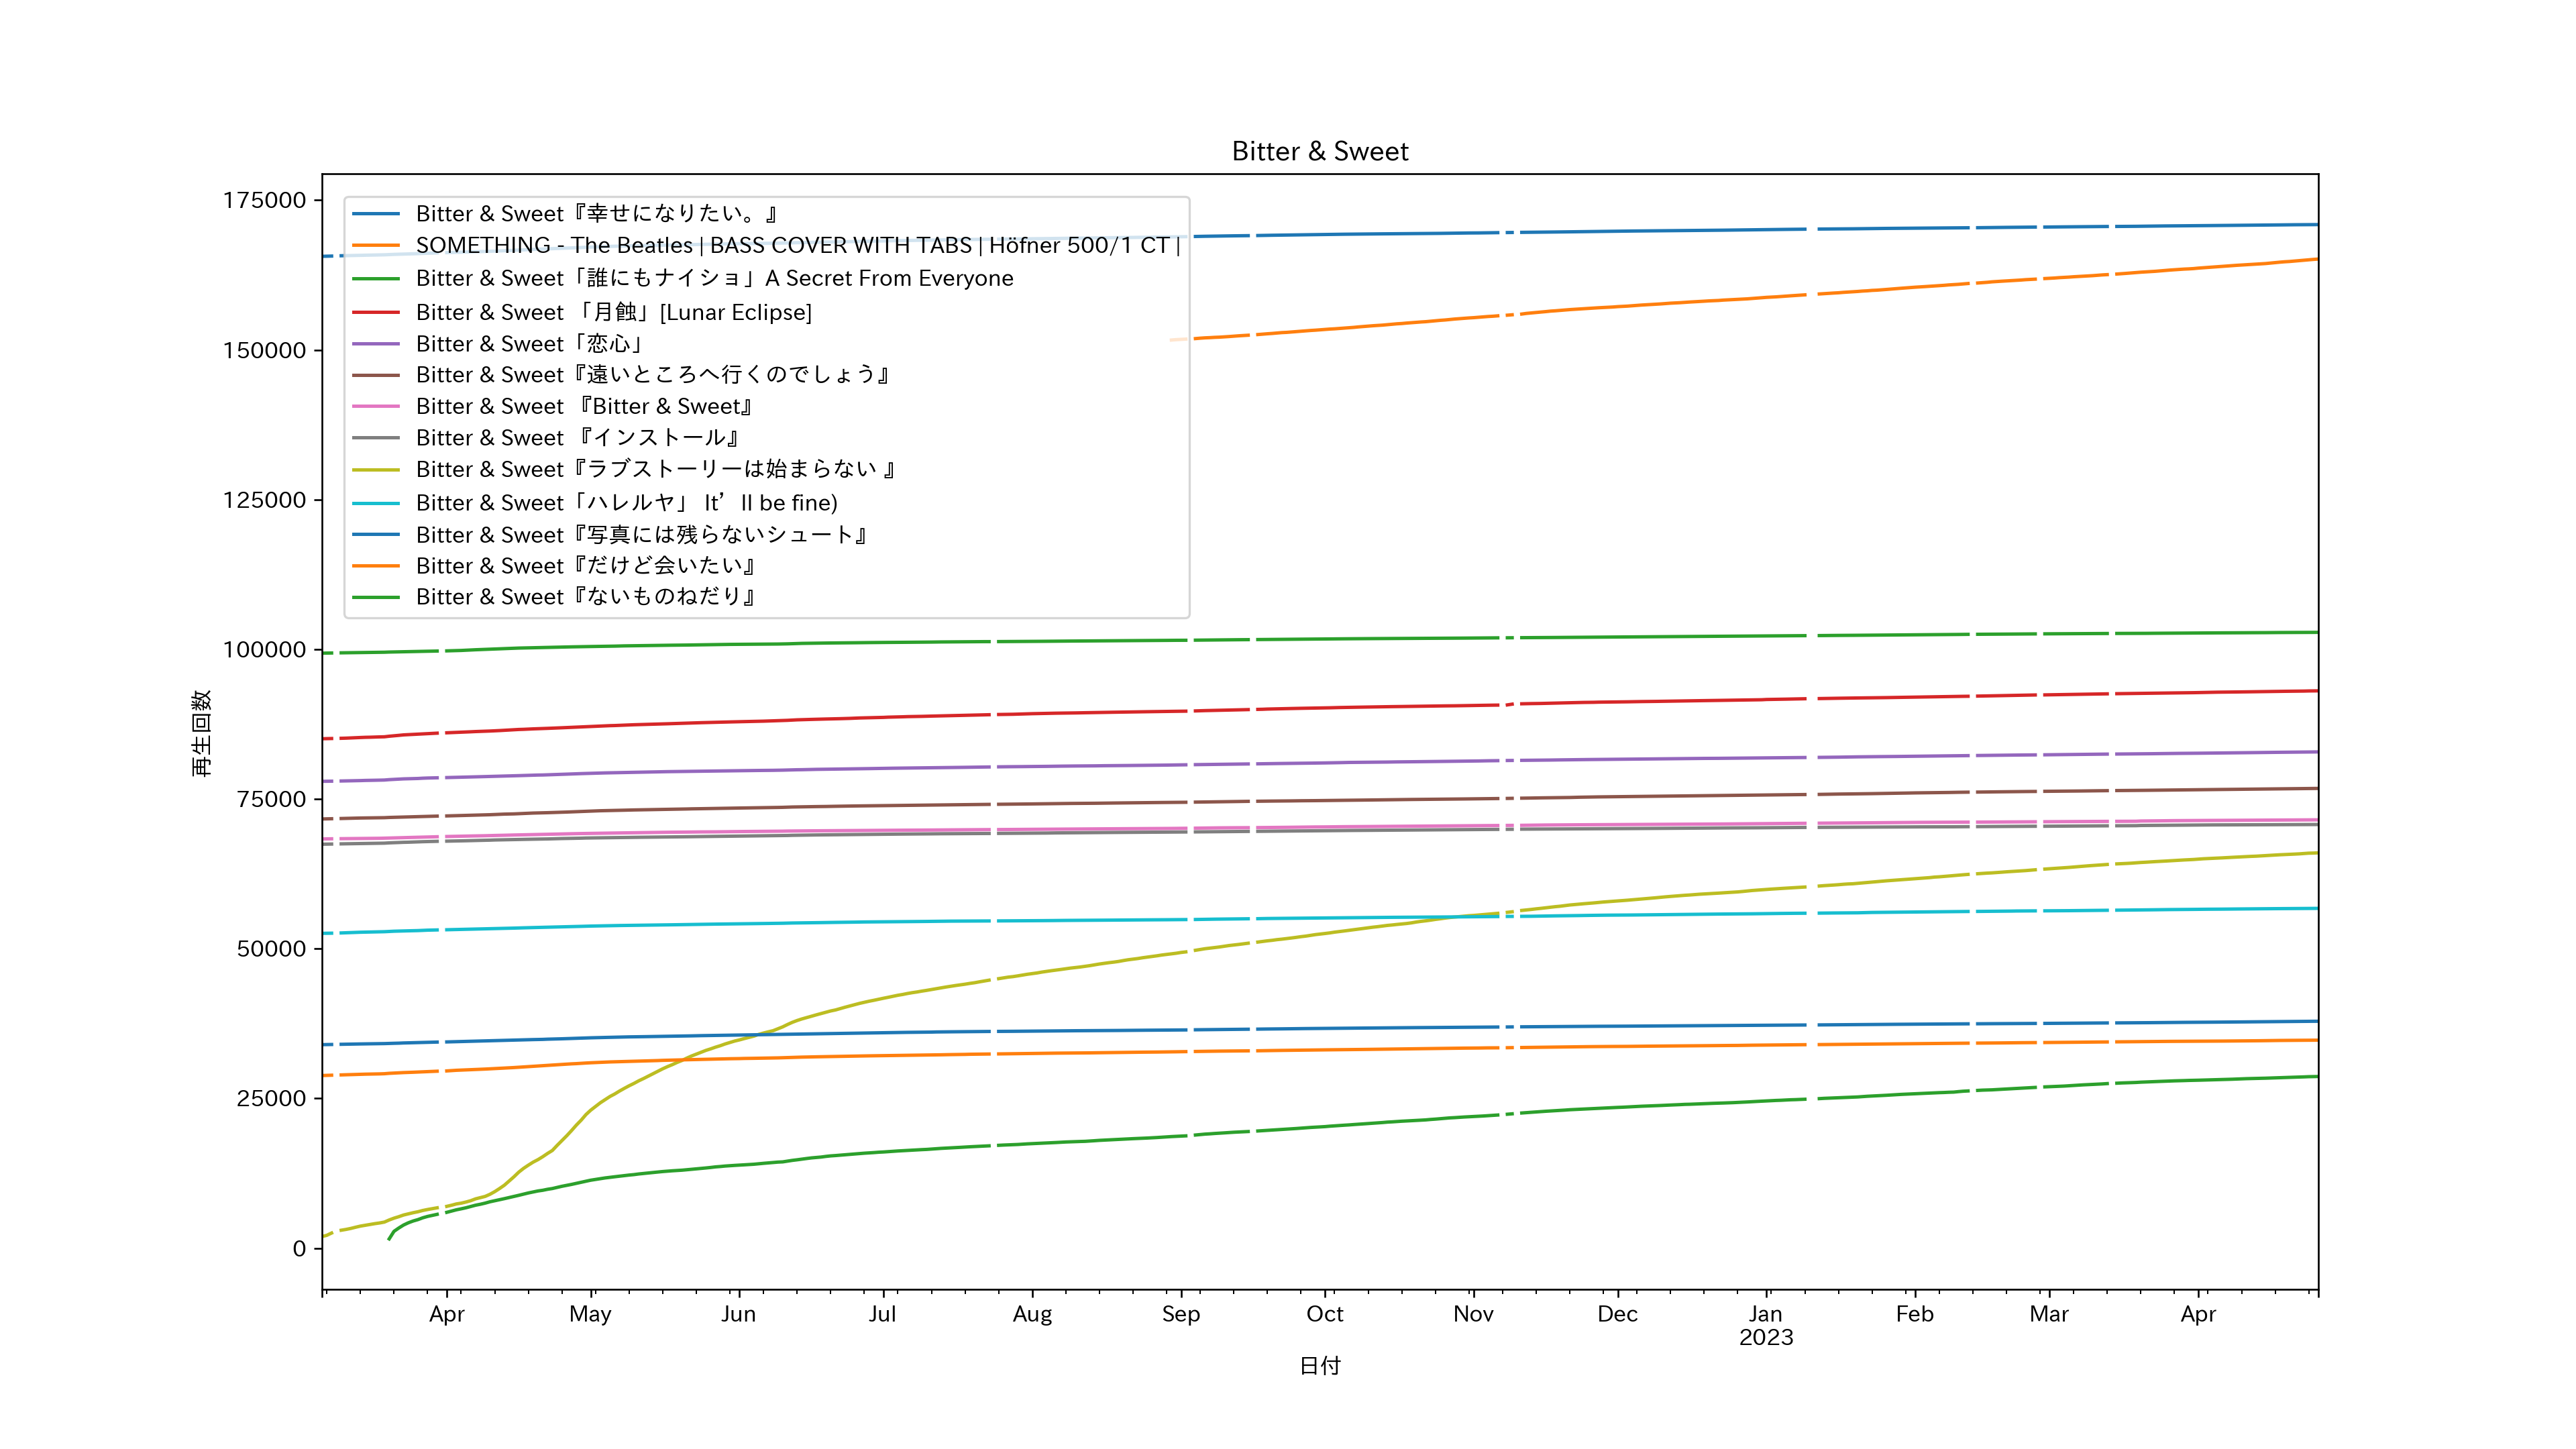 Bitter & Sweet
175000
150000
125000
100000
75000
50000
25000
0
再生回数
Bitter & Sweet『幸せになりたい。』
SOMETHING - The Beatles | BASS COVER WITH TABS | Höfner 500/1 CT |
Bitter & Sweet「誰にもナイショ」A Secret From Everyone
Bitter & Sweet 「月蝕」[Lunar Eclipse]
Bitter & Sweet「恋心」
Bitter & Sweet『遠いところへ行くのでしょう』
Bitter & Sweet 『Bitter & Sweet』
Bitter & Sweet 『インストール』
Bitter & Sweet『ラブストーリーは始まらない 』
Bitter & Sweet「ハレルヤ」 It’ll be fine)
Bitter & Sweet『写真には残らないシュート』
Bitter & Sweet『だけど会いたい』
Bitter & Sweet『ないものねだり』
Apr May Jun Jul Aug Sep Oct Nov Dec Jan Feb Mar Apr
2023
日付